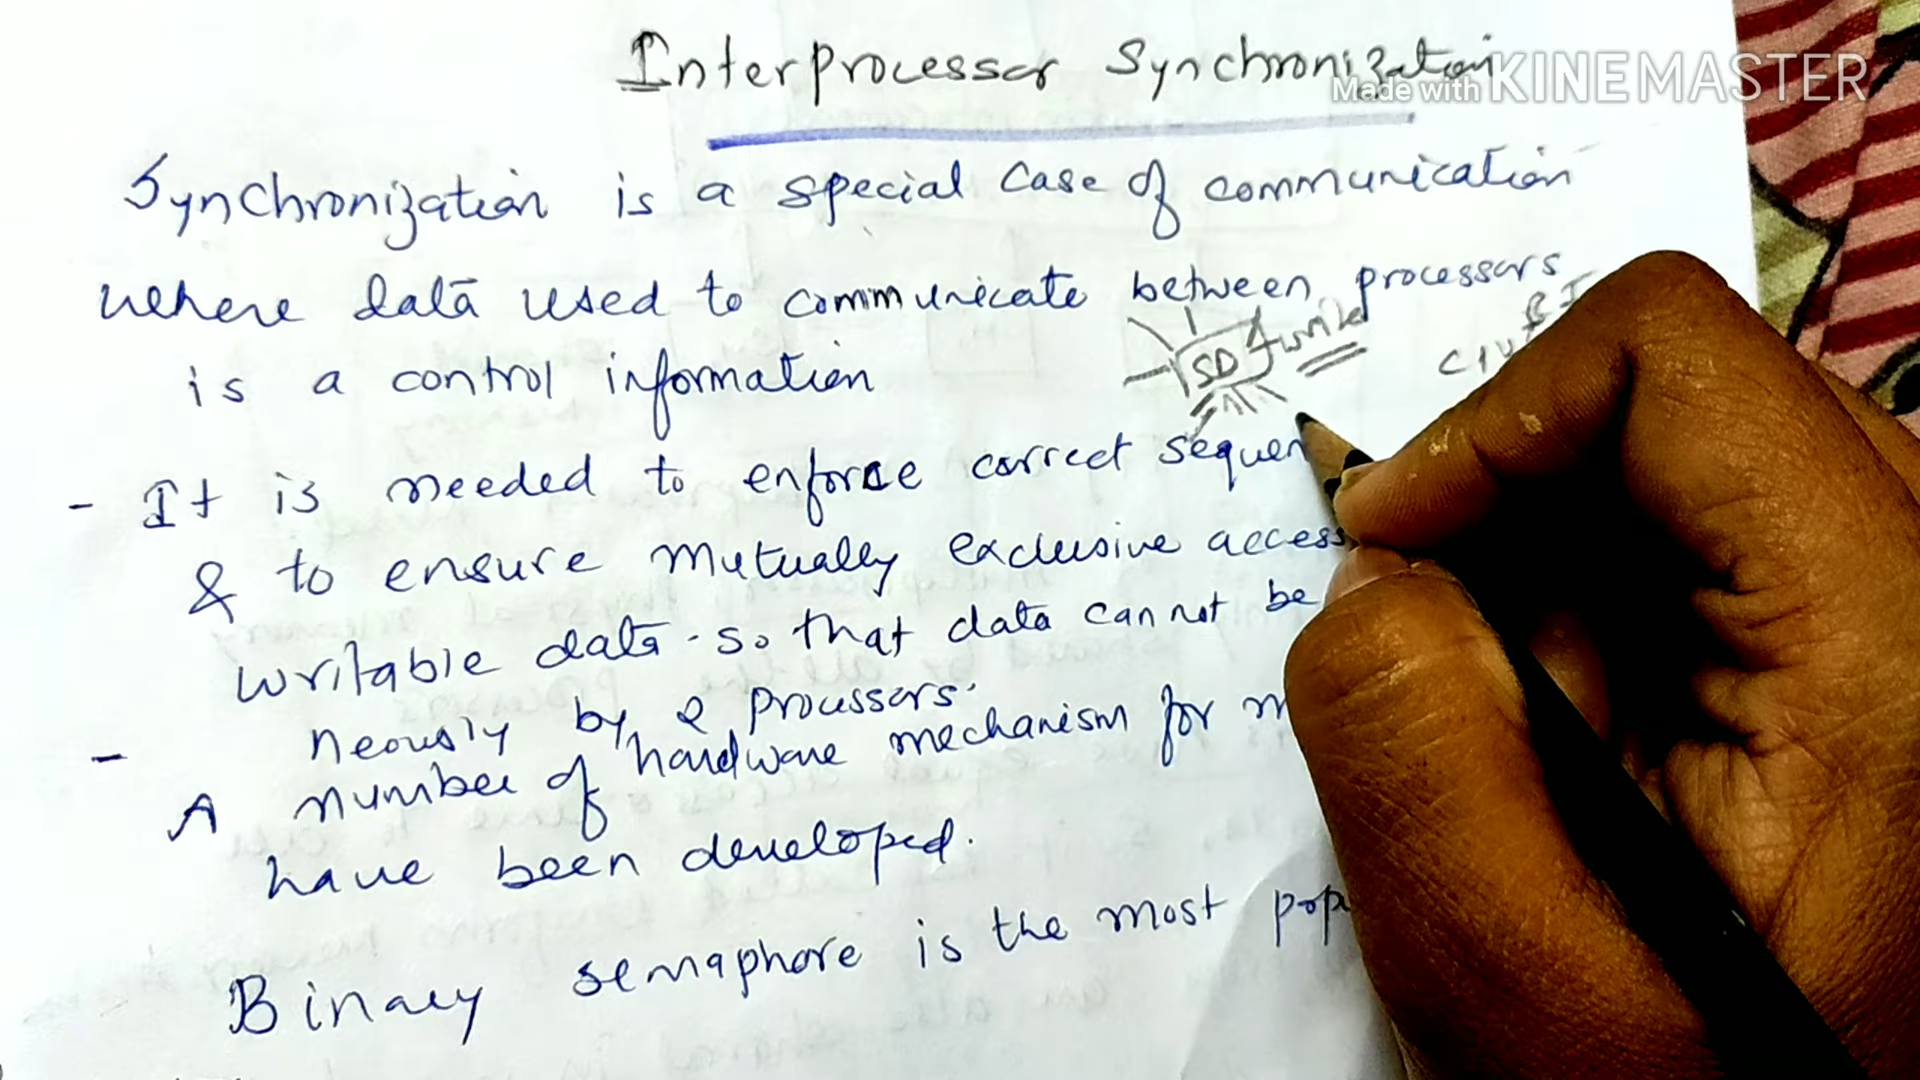 Interprocessor Synchronization
Made with KINEMASTER
Synchronization is a special case of communication
where data used to communicate between processors
is a control information
SD write
- It is needed to enforce correct sequen
& to ensure mutually exclusive access
writable data. so that data can not be
neously by 2 processors.
- A number of hardware mechanism for m
have been developed.
Binary semaphore is the most pop